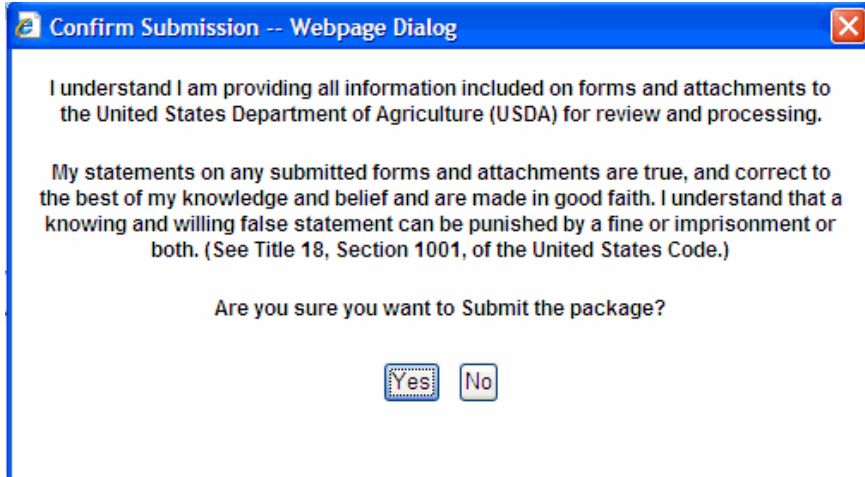 Confirm Submission -- Webpage Dialog
I understand I am providing all information included on forms and attachments to
the United States Department of Agriculture (USDA) for review and processing.
My statements on any submitted forms and attachments are true, and correct to
the best of my knowledge and belief and are made in good faith. I understand that a
knowing and willing false statement can be punished by a fine or imprisonment or
both. (See Title 18, Section 1001, of the United States Code.)
Are you sure you want to Submit the package?
Yes No